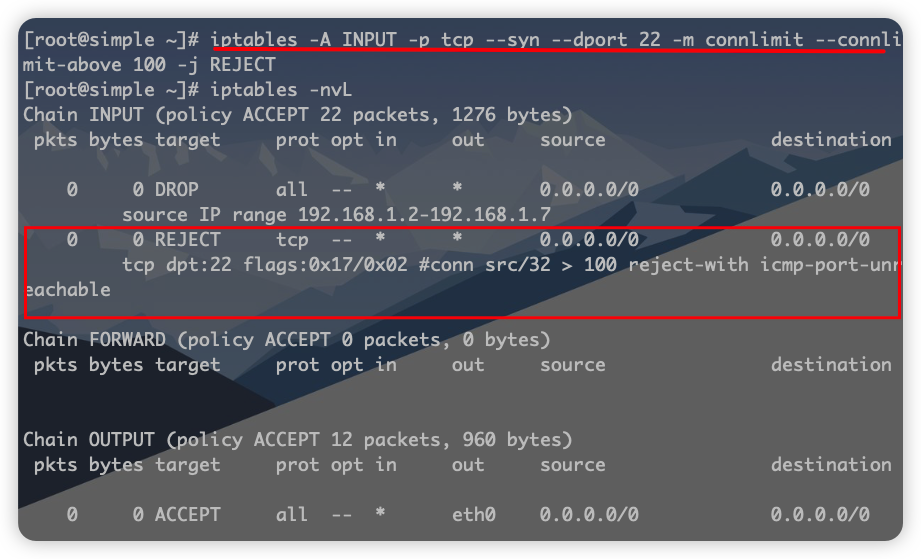 [root@simple ~]# iptables -A INPUT -p tcp --syn --dport 22 -m connlimit --connli
mit-above 100 -j REJECT
[root@simple ~]# iptables -nvL
Chain INPUT (policy ACCEPT 22 packets, 1276 bytes)
 pkts bytes target     prot opt in     out     source               destination
    0     0 DROP       all  --  *      *       0.0.0.0/0            0.0.0.0/0
         source IP range 192.168.1.2-192.168.1.7
    0     0 REJECT     tcp  --  *      *       0.0.0.0/0            0.0.0.0/0
         tcp dpt:22 flags:0x17/0x02 #conn src/32 > 100 reject-with icmp-port-unr
eachable
Chain FORWARD (policy ACCEPT 0 packets, 0 bytes)
 pkts bytes target     prot opt in     out     source               destination
Chain OUTPUT (policy ACCEPT 12 packets, 960 bytes)
 pkts bytes target     prot opt in     out     source               destination
    0     0 ACCEPT     all  --  *      eth0    0.0.0.0/0            0.0.0.0/0